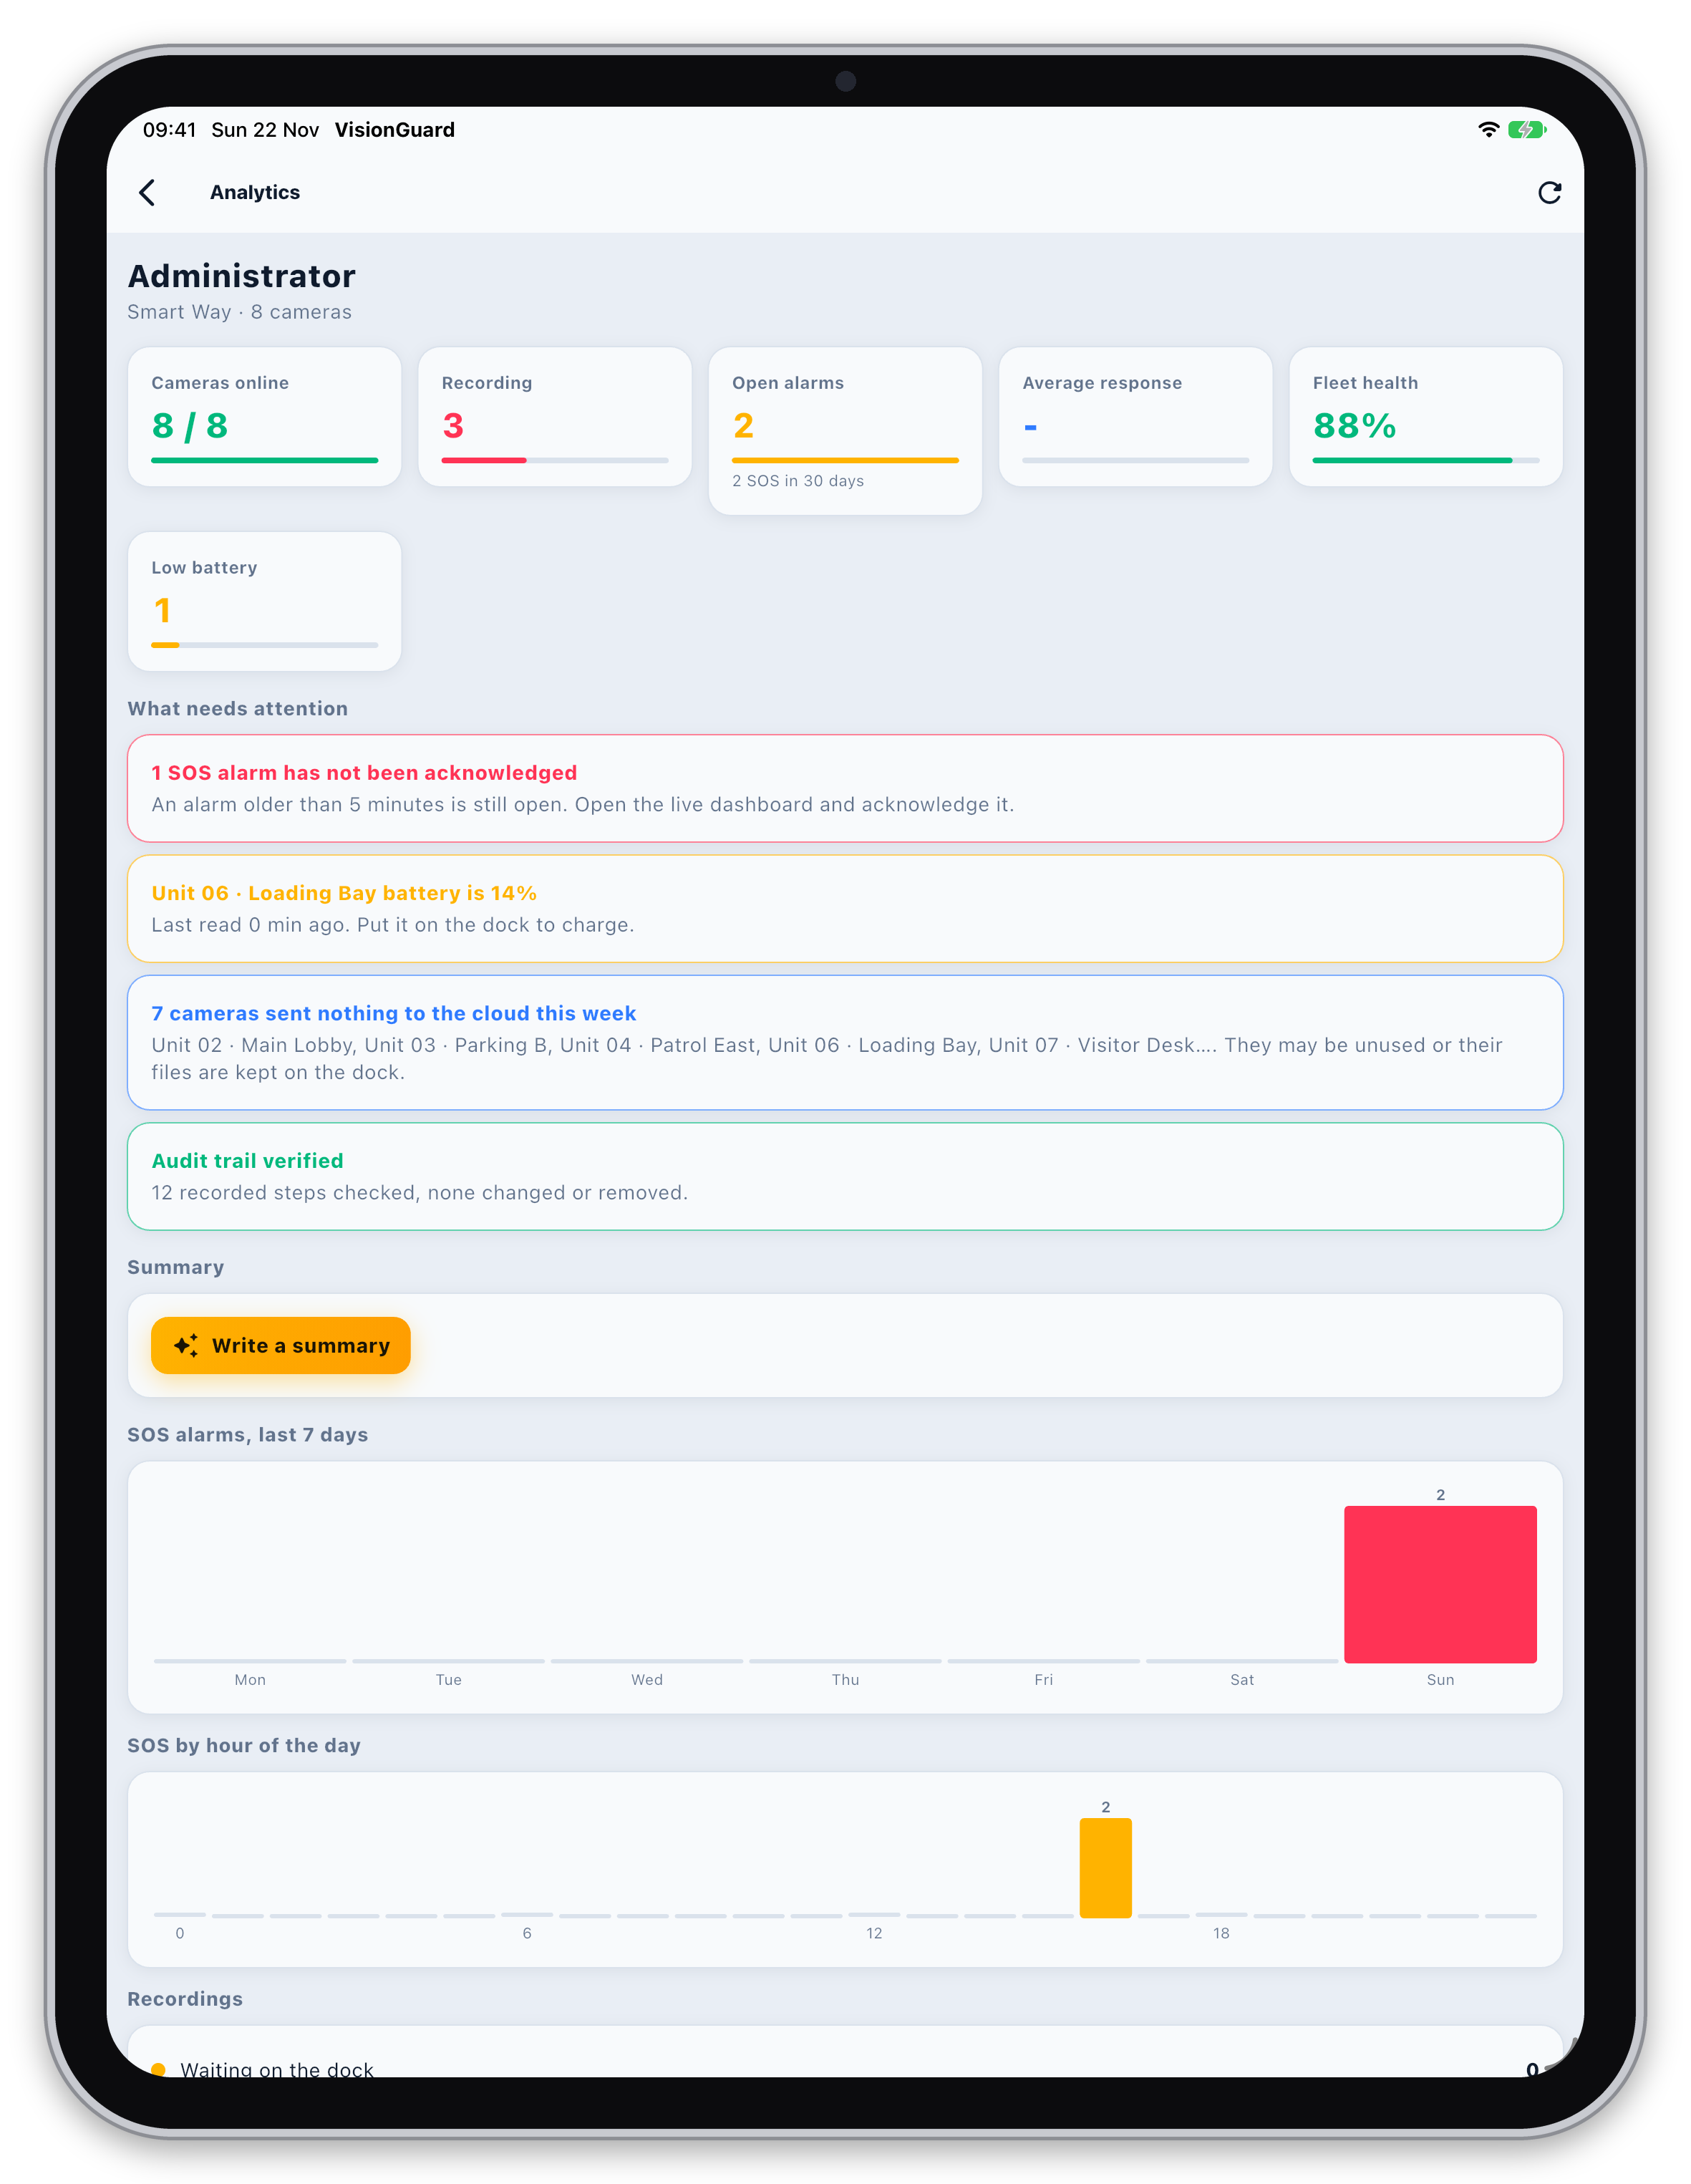 09:41 Sun 22 Nov VisionGuard
Analytics
Administrator
Smart Way · 8 cameras
Cameras online
8 / 8
Recording
3
Open alarms
2
2 SOS in 30 days
Average response
-
Fleet health
88%
Low battery
1
What needs attention
1 SOS alarm has not been acknowledged
An alarm older than 5 minutes is still open. Open the live dashboard and acknowledge it.
Unit 06 · Loading Bay battery is 14%
Last read 0 min ago. Put it on the dock to charge.
7 cameras sent nothing to the cloud this week
Unit 02 · Main Lobby, Unit 03 · Parking B, Unit 04 · Patrol East, Unit 06 · Loading Bay, Unit 07 · Visitor Desk…. They may be unused or their
files are kept on the dock.
Audit trail verified
12 recorded steps checked, none changed or removed.
Summary
Write a summary
SOS alarms, last 7 days
2
Mon Tue Wed Thu Fri Sat Sun
SOS by hour of the day
2
0 6 12 18
Recordings
Waiting on the dock 0